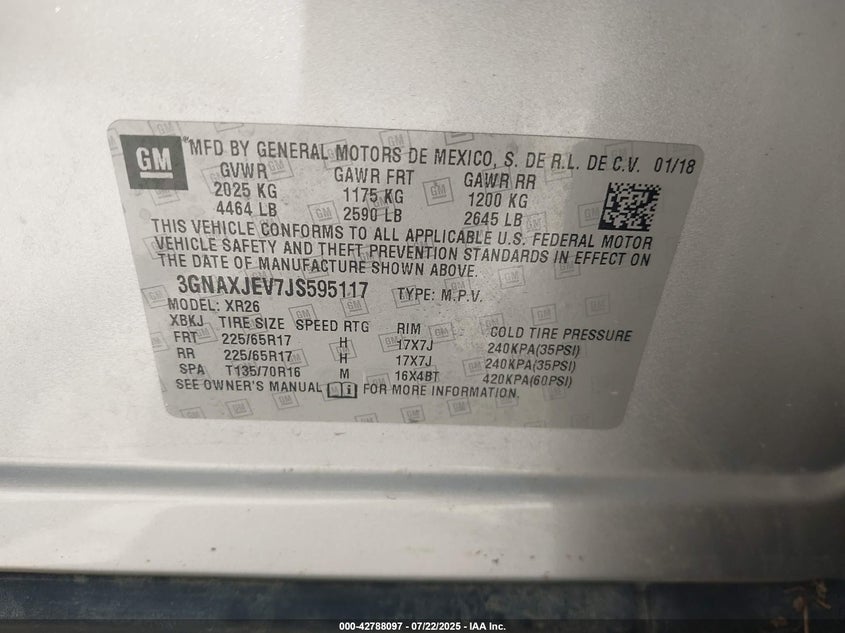 GM
*MFD BY GENERAL MOTORS DE MEXICO, S. DE R.L. DE C.V. 01/18
GVWR GAWR FRT GAWR RR
2025 KG 1175 KG 1200 KG
4464 LB 2590 LB 2645 LB
THIS VEHICLE CONFORMS TO ALL APPLICABLE U.S. FEDERAL MOTOR
VEHICLE SAFETY AND THEFT PREVENTION STANDARDS IN EFFECT ON
THE DATE OF MANUFACTURE SHOWN ABOVE.
3GNAXJEV7JS595117 TYPE: M.P.V.
MODEL: XR26
XBKJ TIRE SIZE SPEED RTG RIM COLD TIRE PRESSURE
FRT 225/65R17 H 17X7J 240KPA(35PSI)
RR 225/65R17 H 17X7J 240KPA(35PSI)
SPA T135/70R16 M 16X4BT 420KPA(60PSI)
SEE OWNER'S MANUAL FOR MORE INFORMATION.
000-42788097 - 07/22/2025 - IAA Inc.